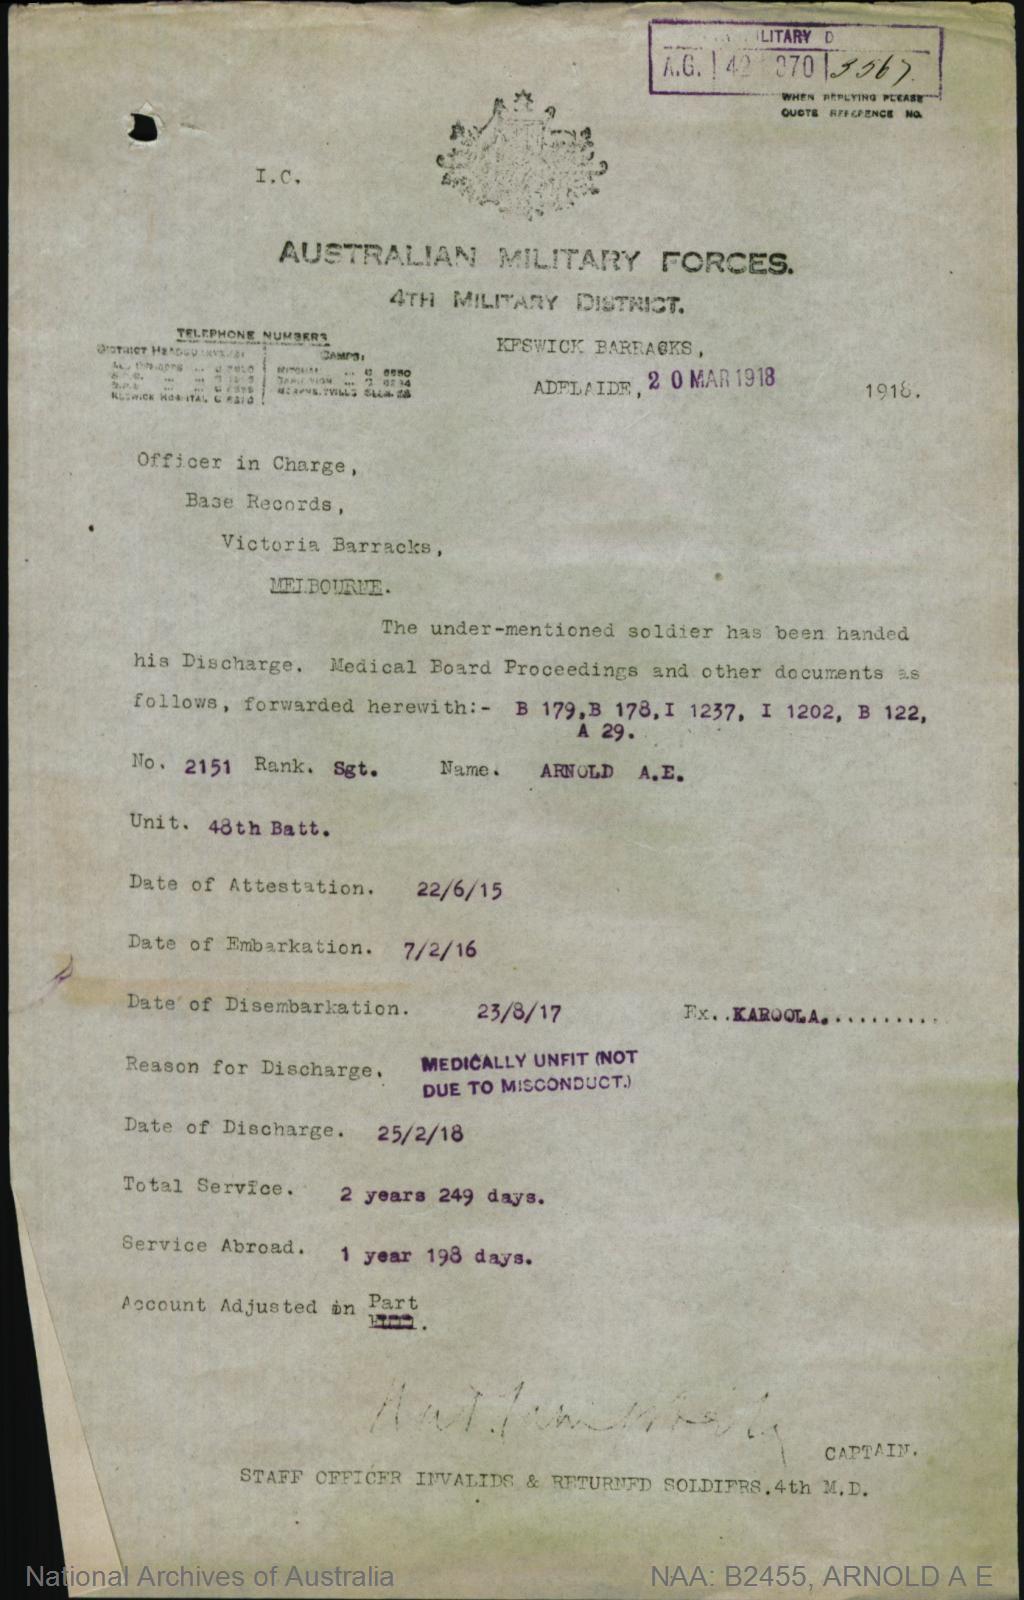 MILITARY D
A.G. 42 370 3567
WHEN REPLYING PLEASE
QUOTE REFERENCE NO.
I.C.
AUSTRALIAN MILITARY FORCES.
4TH MILITARY DISTRICT.
TELEPHONE NUMBERS
DISTRICT HEADQUARTERS: CAMPS:
MITCHAM
KESWICK HOSPITAL
KESWICK BARRACKS,
ADELAIDE, 20 MAR 1918 1918.
Officer in Charge,
Base Records,
Victoria Barracks,
MELBOURNE.
The under-mentioned soldier has been handed
his Discharge. Medical Board Proceedings and other documents as
follows, forwarded herewith:- B 179,B 178,I 1237, I 1202, B 122,
A 29.
No. 2151 Rank. Sgt. Name. ARNOLD A.E.
Unit. 48th Batt.
Date of Attestation. 22/6/15
Date of Embarkation. 7/2/16
Date of Disembarkation. 23/8/17 Ex..KAROOLA...........
Reason for Discharge. MEDICALLY UNFIT (NOT
DUE TO MISCONDUCT.)
Date of Discharge. 25/2/18
Total Service. 2 years 249 days.
Service Abroad. 1 year 198 days.
Account Adjusted in Part
CAPTAIN.
STAFF OFFICER INVALIDS & RETURNED SOLDIERS.4th M.D.
National Archives of Australia NAA: B2455, ARNOLD A E